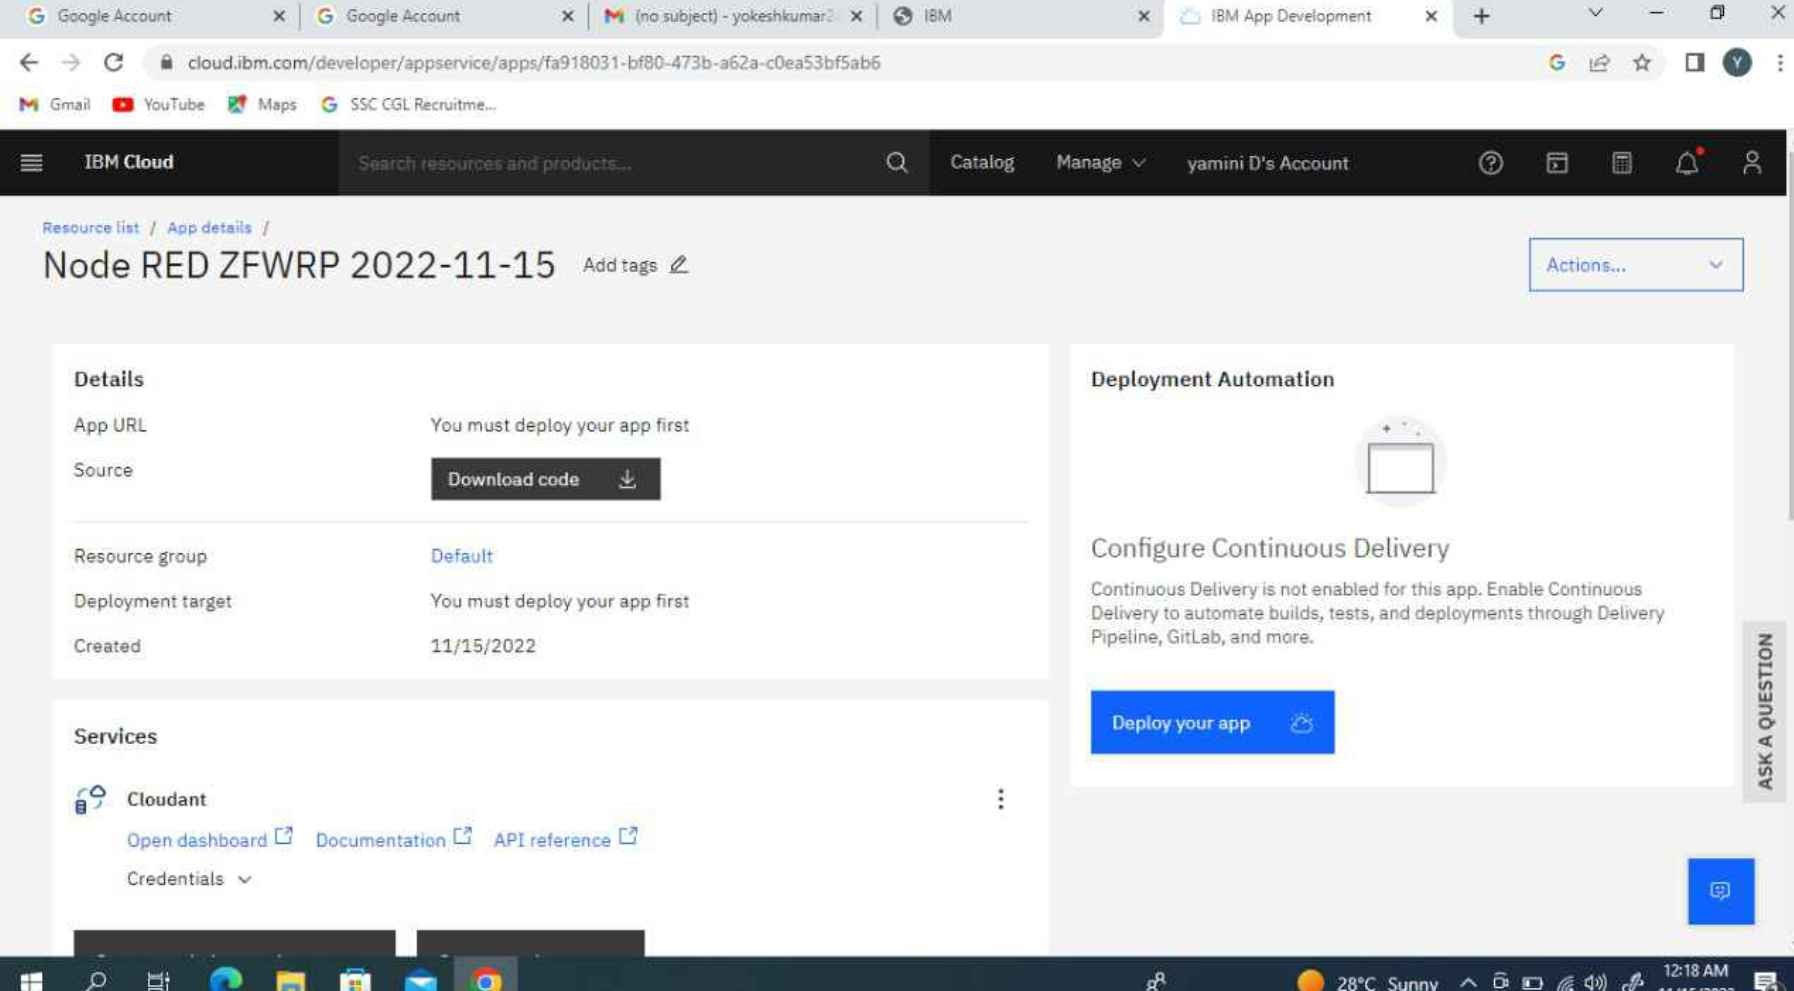 Google Account
Google Account
(no subject) - yokeshkumar2
IBM
IBM App Development
cloud.ibm.com/developer/appservice/apps/fa918031-bf80-473b-a62a-c0ea53bf5ab6
Y
Gmail YouTube Maps SSC CGL Recruitme...
IBM Cloud
Search resources and products...
Catalog Manage yamini D's Account
Resource list / App details /
Node RED ZFWRP 2022-11-15 Add tags
Actions...
Details
App URL You must deploy your app first
Source Download code
Resource group Default
Deployment target You must deploy your app first
Created 11/15/2022
Deployment Automation
Configure Continuous Delivery
Continuous Delivery is not enabled for this app. Enable Continuous
Delivery to automate builds, tests, and deployments through Delivery
Pipeline, GitLab, and more.
Deploy your app
ASK A QUESTION
Services
Cloudant
Open dashboard Documentation API reference
Credentials
28°C Sunny
12:18 AM